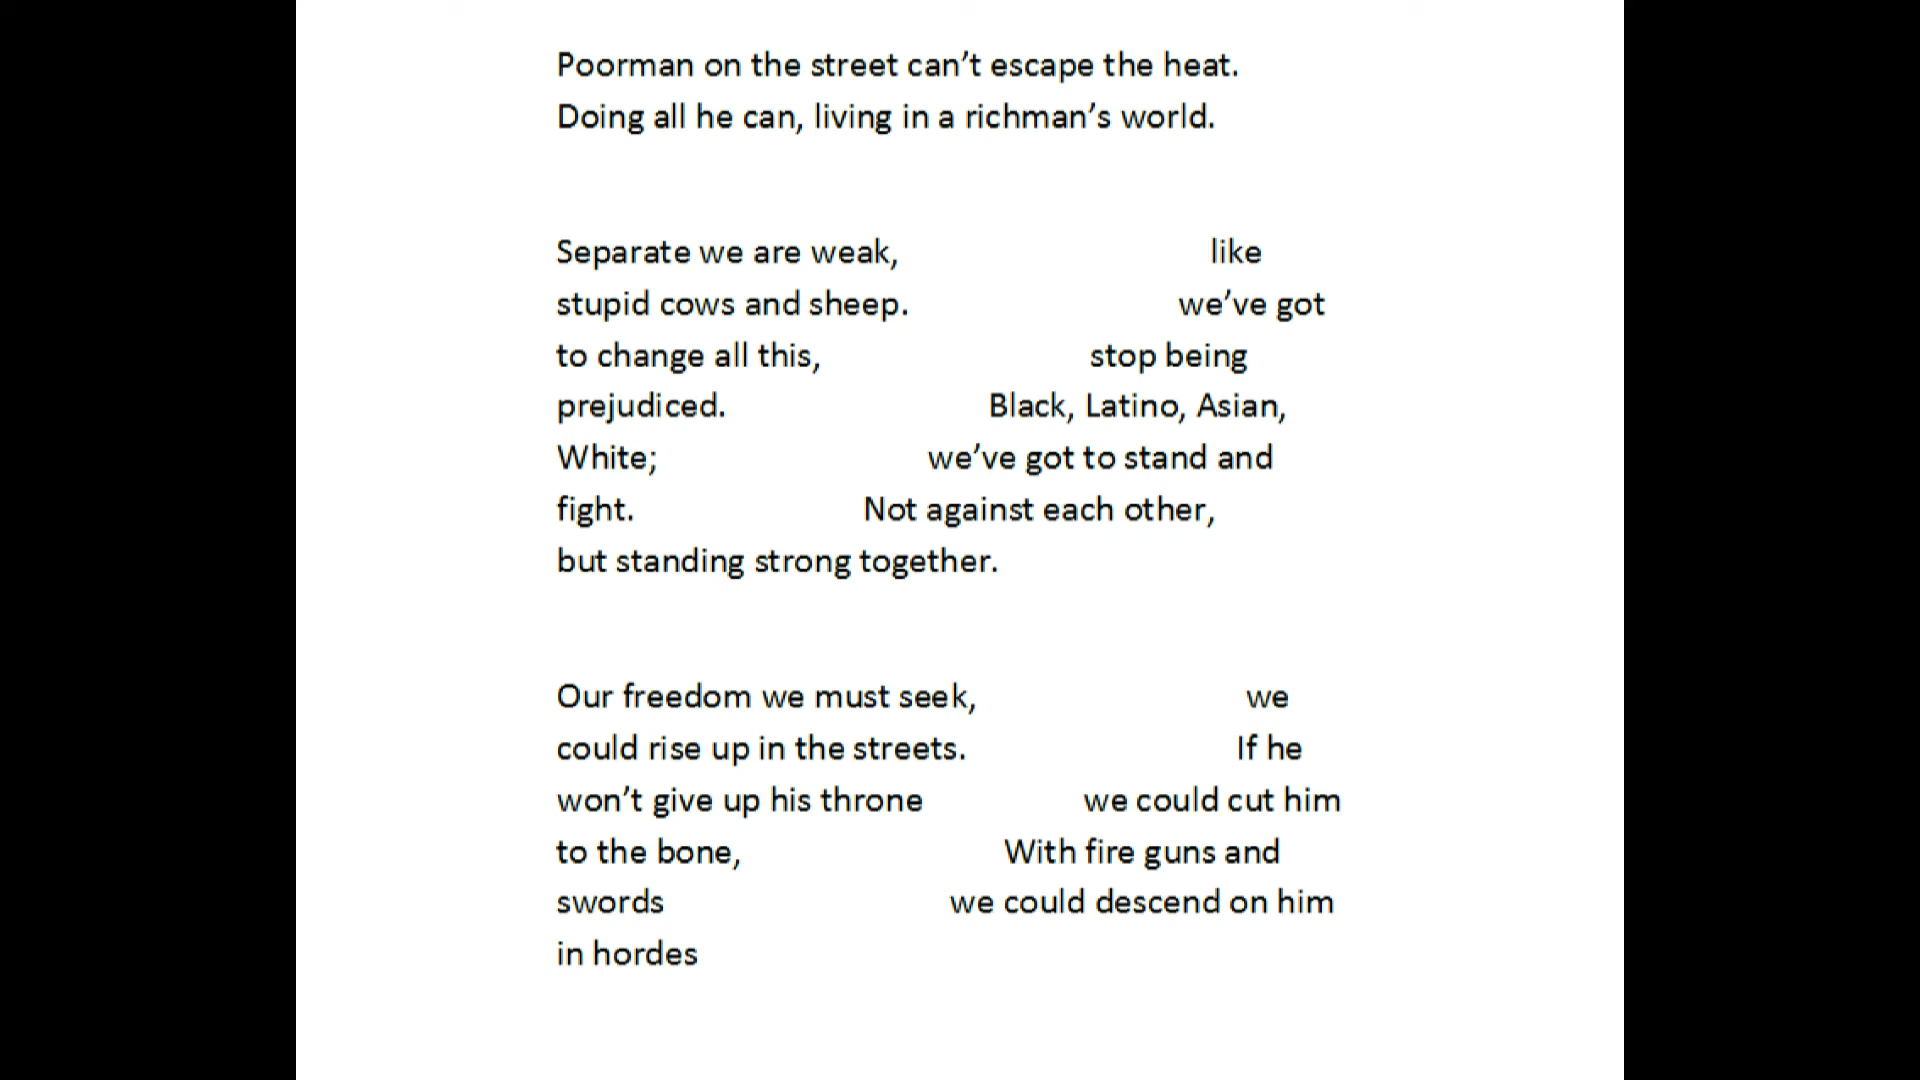 Poorman on the street can’t escape the heat.
Doing all he can, living in a richman’s world.
Separate we are weak, like
stupid cows and sheep. we’ve got
to change all this, stop being
prejudiced. Black, Latino, Asian,
White; we’ve got to stand and
fight. Not against each other,
but standing strong together.
Our freedom we must seek, we
could rise up in the streets. If he
won’t give up his throne we could cut him
to the bone, With fire guns and
swords we could descend on him
in hordes